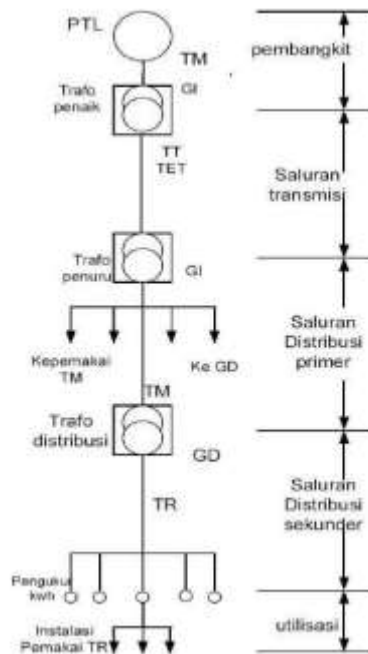 PTL
TM
pembangkit
Trafo
penaik
GI
TT
TET
Saluran
transmisi
Trafo
penuru
GI
Kepemakai
TM
Ke GD
Saluran
Distribusi
primer
TM
Trafo
distribusi
GD
TR
Saluran
Distribusi
sekunder
Pengukur
kwh
Instalasi
Pemakai TR
utilisasi